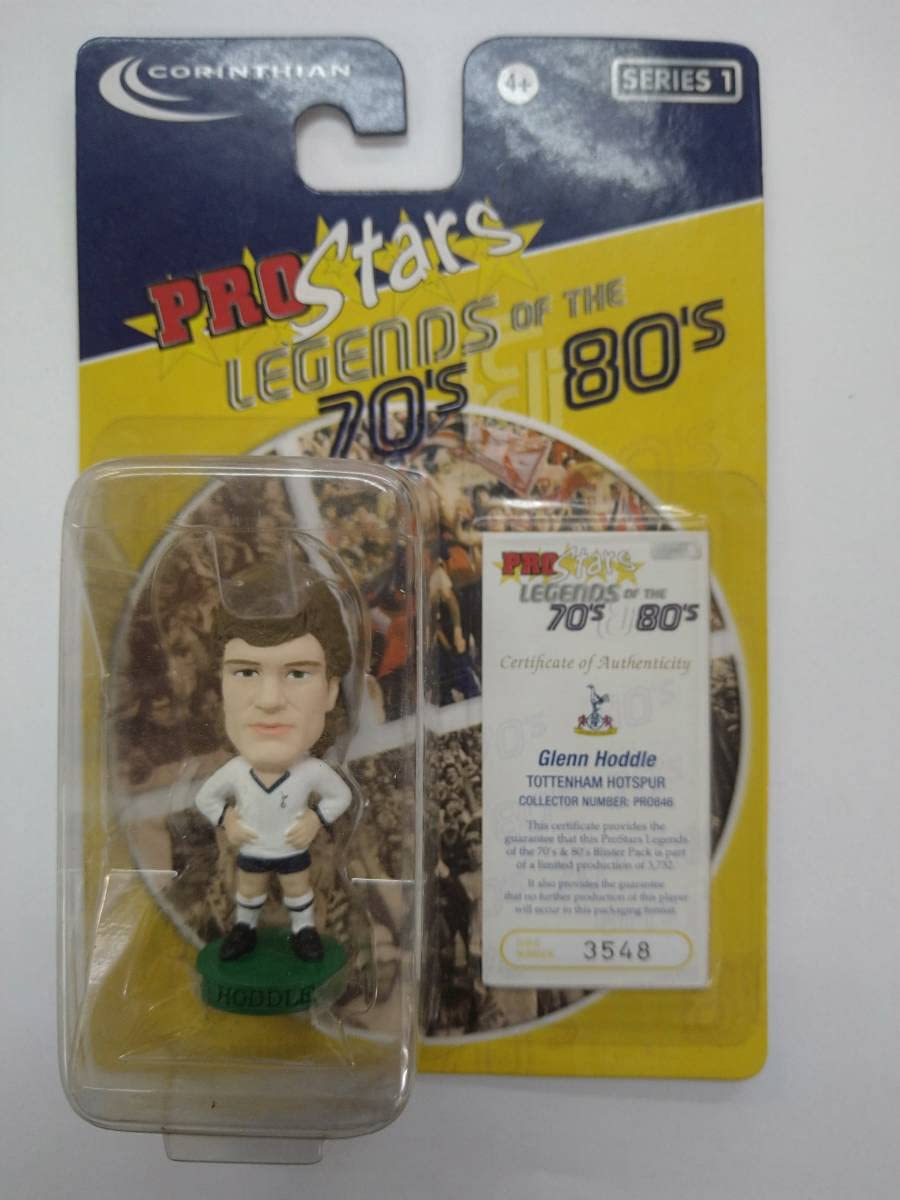 CORINTHIAN
4+
SERIES 1
PROStars
LEGENDS OF THE
70's 80's
PROStars
LEGENDS OF THE
70's 80's
Certificate of Authenticity
Glenn Hoddle
TOTTENHAM HOTSPUR
COLLECTOR NUMBER: PRO846
This certificate provides the
guarantee that this ProStars Legends
of the 70's & 80's Blister Pack is part
of a limited production of 3,732.
It also provides the guarantee
that no further production of this player
will occur in this packaging format.
3548
HODDLE